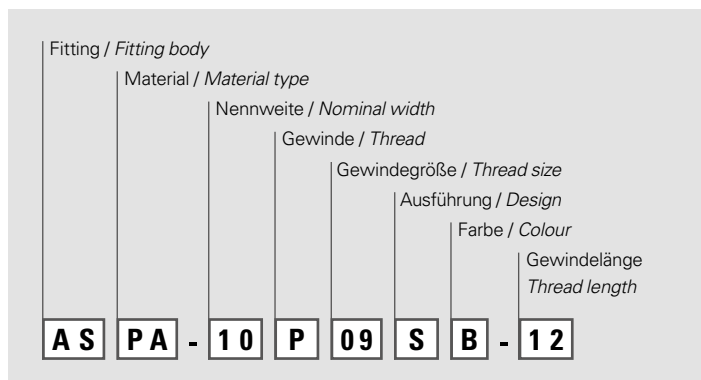 Fitting / Fitting body
Material / Material type
Nennweite / Nominal width
Gewinde / Thread
Gewindegröße / Thread size
Ausführung / Design
Farbe / Colour
Gewindelänge
Thread length
AS PA - 10 P 09 S B - 12